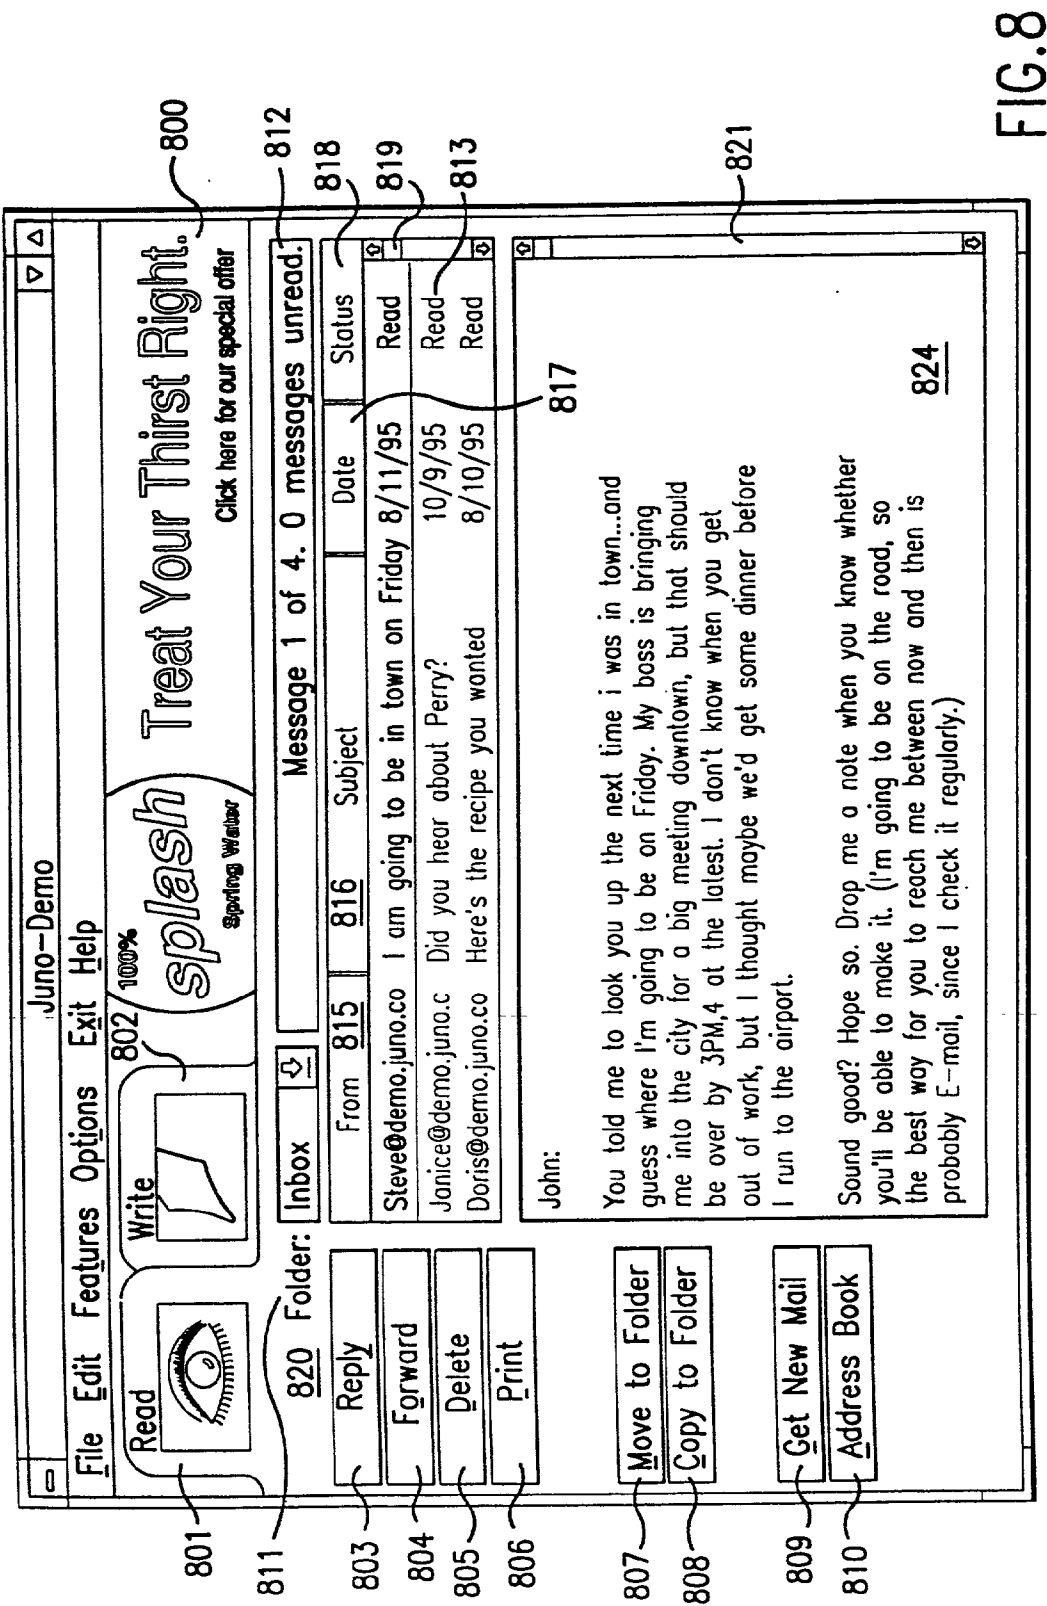 Juno-Demo
File Edit Features Options Exit Help
Read
Write
802
100%
splash
Spring Water
Treat Your Thirst Right.
Click here for our special offer
800
801
811
820 Folder: Inbox
Message 1 of 4. 0 messages unread.
812
From 815 816 Subject Date Status
818
Steve@demo.juno.co I am going to be in town on Friday 8/11/95 Read
819
Janice@demo.juno.c Did you hear about Perry? 10/9/95 Read
813
Doris@demo.juno.co Here's the recipe you wanted 8/10/95 Read
817
803 Reply
804 Forward
805 Delete
806 Print
807 Move to Folder
808 Copy to Folder
809 Get New Mail
810 Address Book
John:
You told me to look you up the next time i was in town...and
guess where I'm going to be on Friday. My boss is bringing
me into the city for a big meeting downtown, but that should
be over by 3PM,4 at the latest. I don't know when you get
out of work, but I thought maybe we'd get some dinner before
I run to the airport.
Sound good? Hope so. Drop me a note when you know whether
you'll be able to make it. (I'm going to be on the road, so
the best way for you to reach me between now and then is
probably E-mail, since I check it regularly.)
824
821
FIG.8